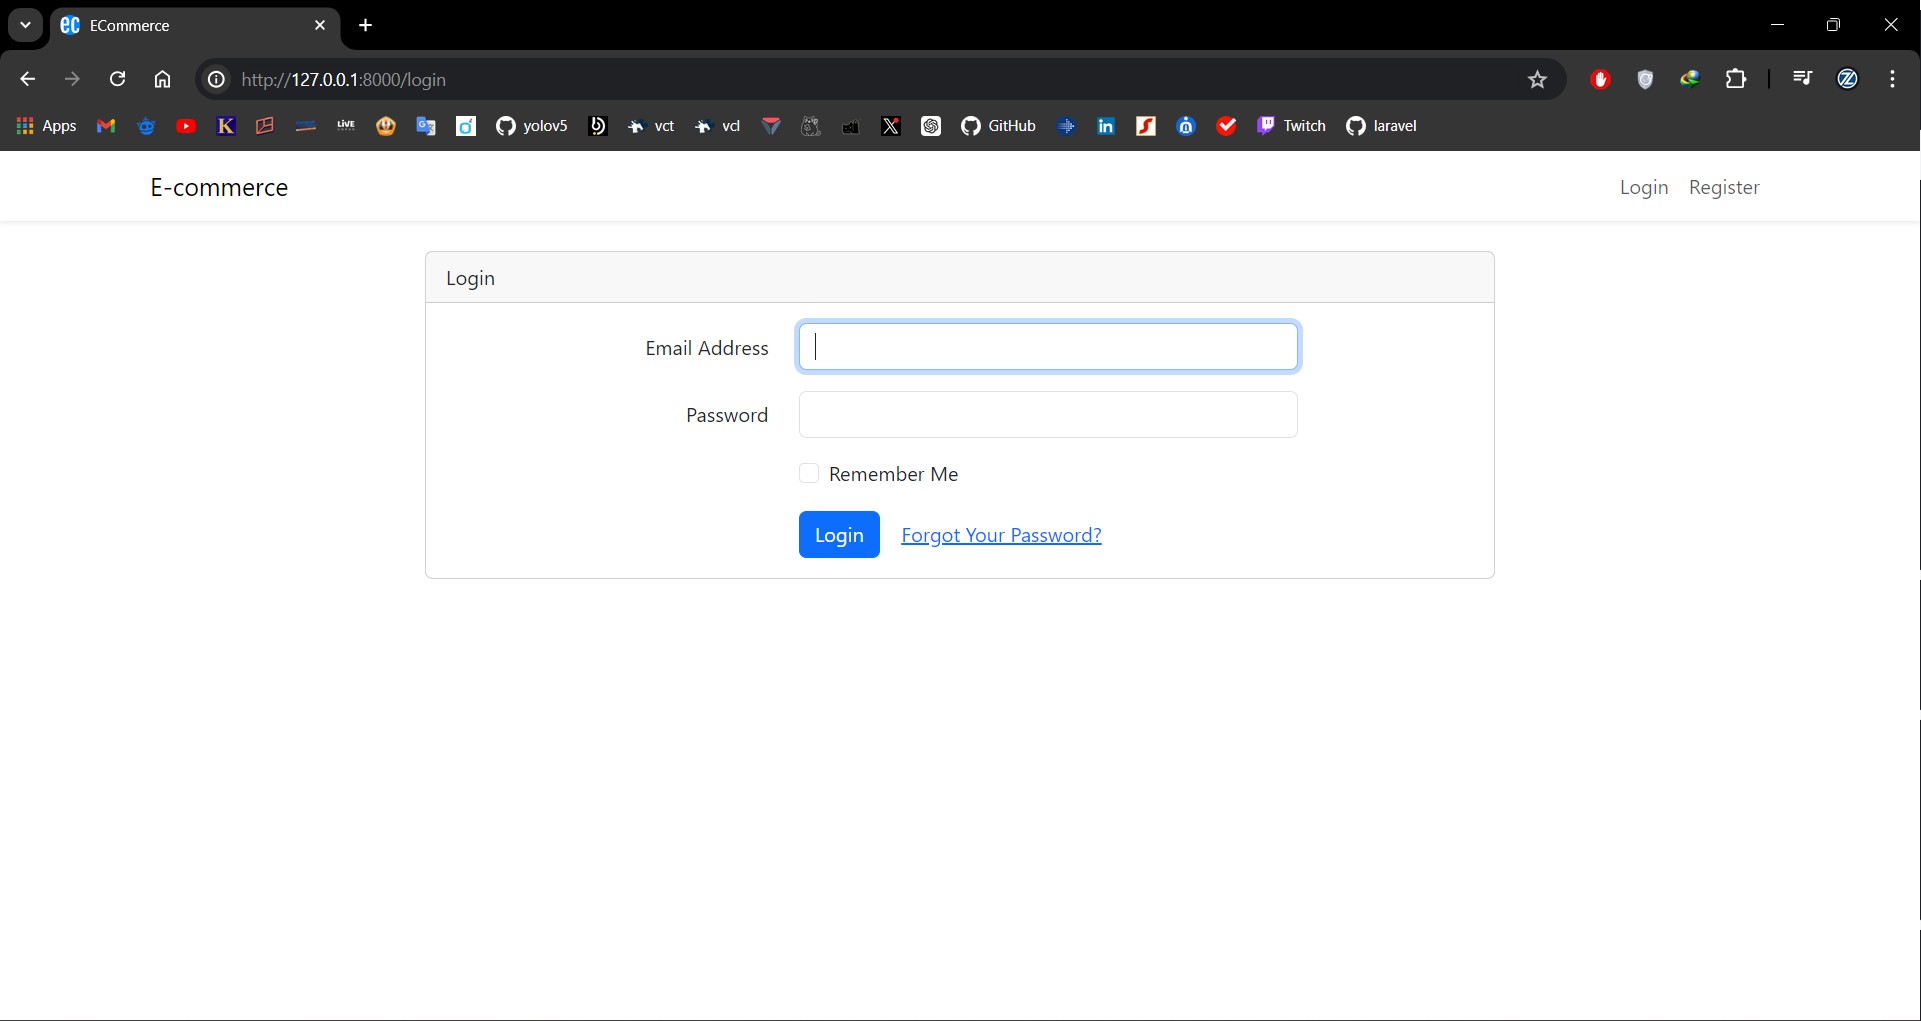 ECommerce
http://127.0.0.1:8000/login
Apps K LIVE yolov5 vct vcl GitHub in Twitch laravel
E-commerce Login Register
Login
Email Address
Password
Remember Me
Login Forgot Your Password?